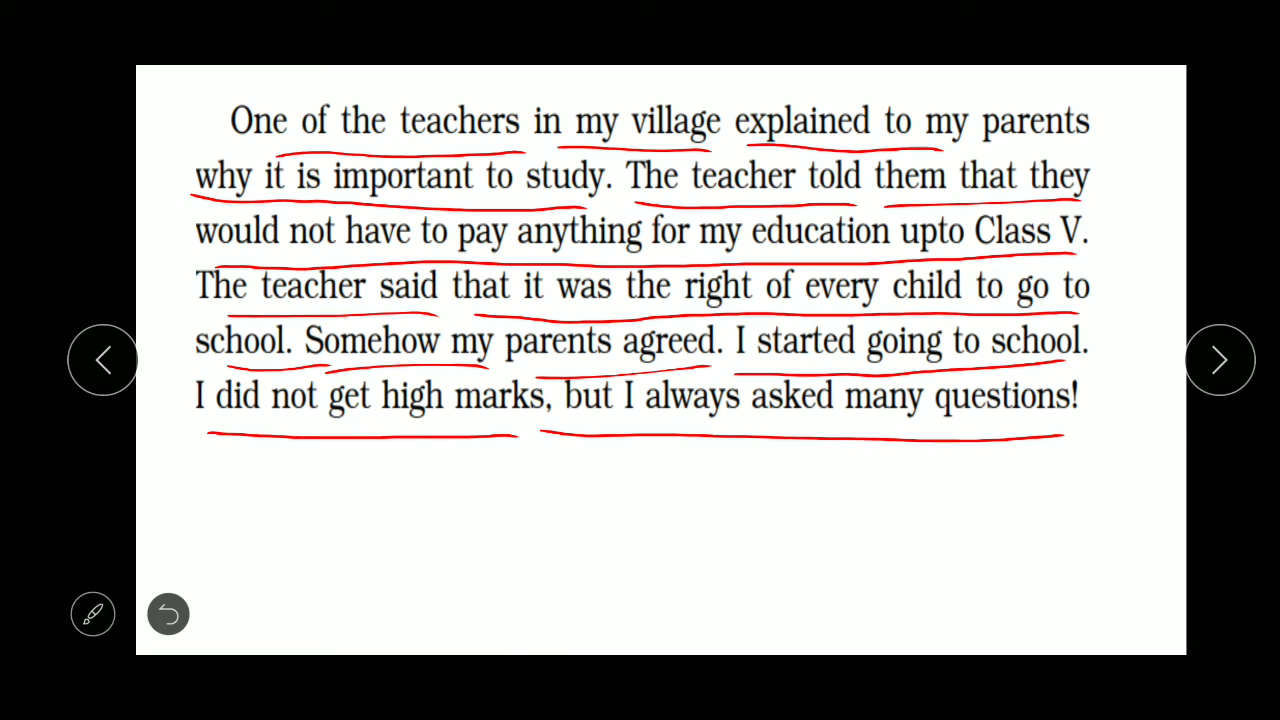 One of the teachers in my village explained to my parents
why it is important to study. The teacher told them that they
would not have to pay anything for my education upto Class V.
The teacher said that it was the right of every child to go to
school. Somehow my parents agreed. I started going to school.
I did not get high marks, but I always asked many questions!